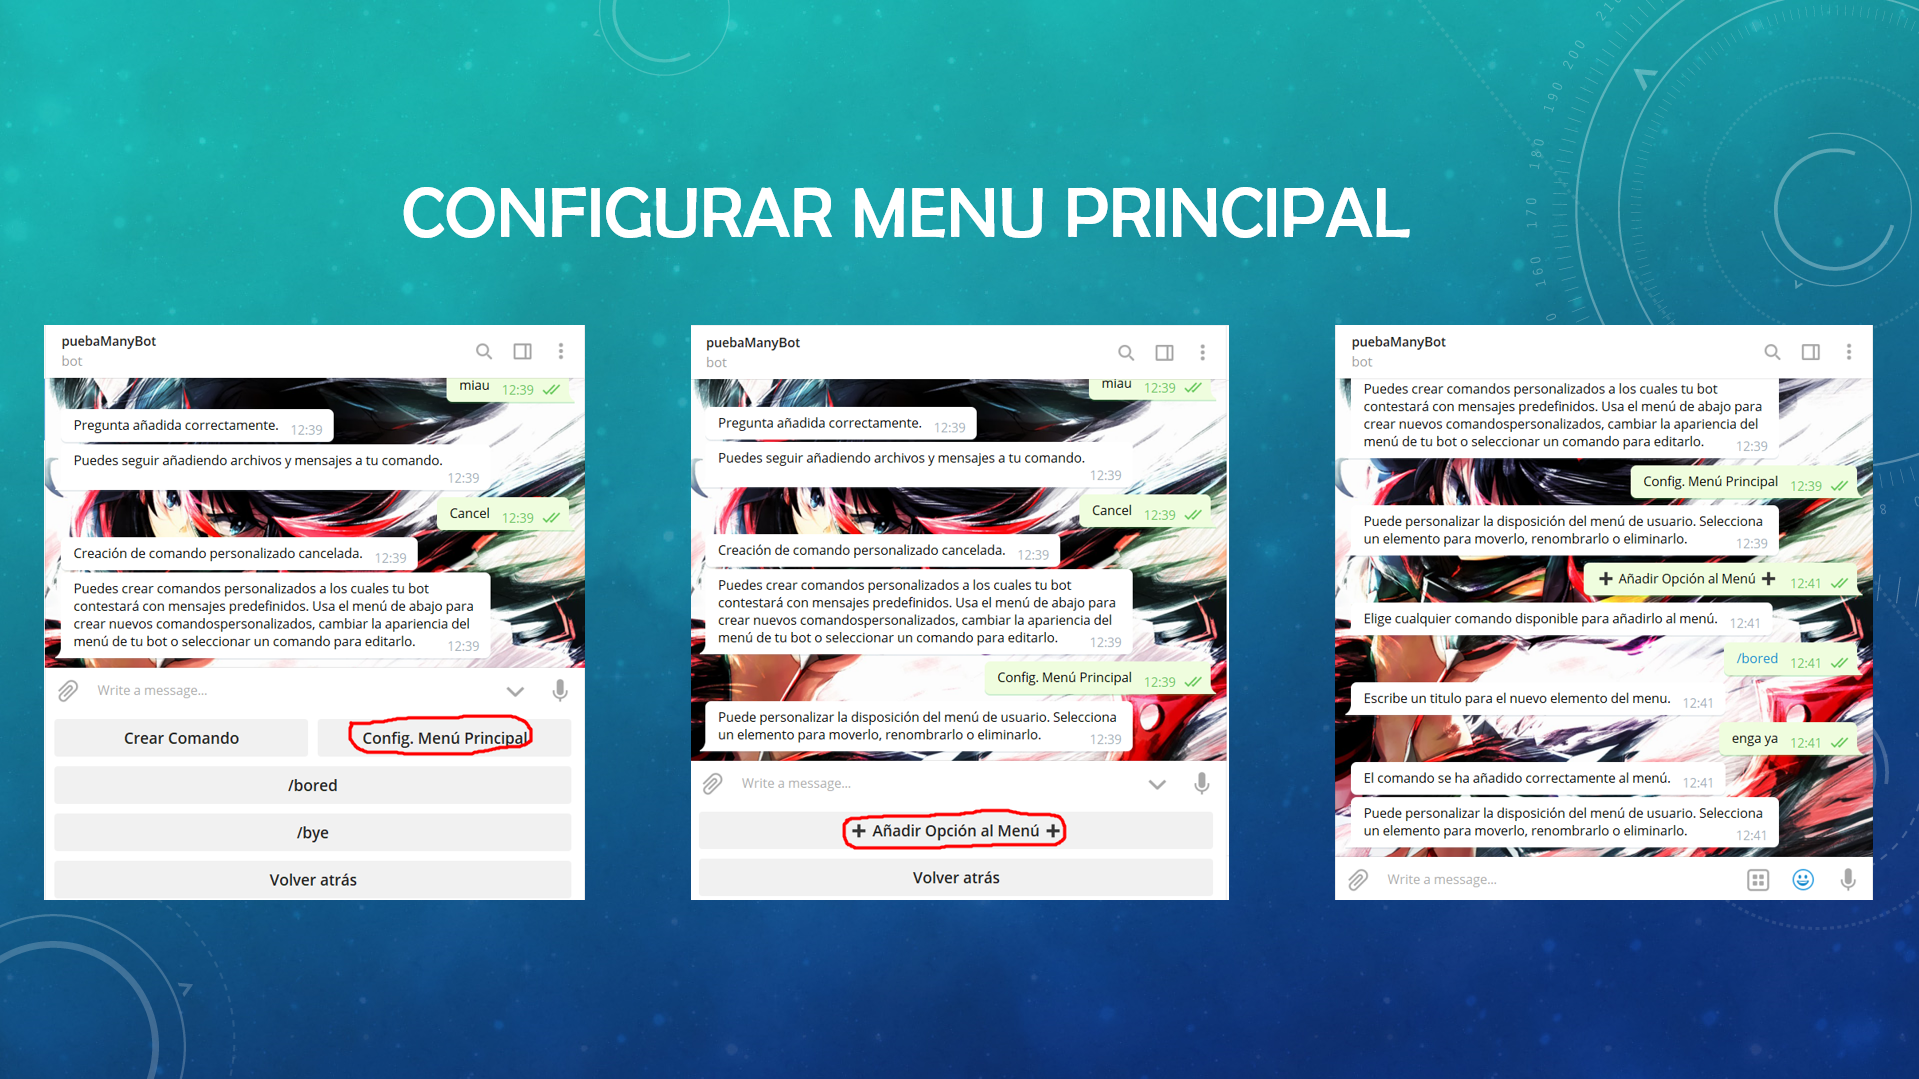 CONFIGURAR MENU PRINCIPAL
puebaManyBot
bot
miau 12:39
Pregunta añadida correctamente. 12:39
Puedes seguir añadiendo archivos y mensajes a tu comando.
12:39
Cancel 12:39
Creación de comando personalizado cancelada. 12:39
Puedes crear comandos personalizados a los cuales tu bot
contestará con mensajes predefinidos. Usa el menú de abajo para
crear nuevos comandospersonalizados, cambiar la apariencia del
menú de tu bot o seleccionar un comando para editarlo. 12:39
Write a message...
Crear Comando
Config. Menú Principal
/bored
/bye
Volver atrás
puebaManyBot
bot
miau 12:39
Pregunta añadida correctamente. 12:39
Puedes seguir añadiendo archivos y mensajes a tu comando.
12:39
Cancel 12:39
Creación de comando personalizado cancelada. 12:39
Puedes crear comandos personalizados a los cuales tu bot
contestará con mensajes predefinidos. Usa el menú de abajo para
crear nuevos comandospersonalizados, cambiar la apariencia del
menú de tu bot o seleccionar un comando para editarlo. 12:39
Config. Menú Principal 12:39
Puede personalizar la disposición del menú de usuario. Selecciona
un elemento para moverlo, renombrarlo o eliminarlo. 12:39
Write a message...
➕ Añadir Opción al Menú ➕
Volver atrás
puebaManyBot
bot
Puedes crear comandos personalizados a los cuales tu bot
contestará con mensajes predefinidos. Usa el menú de abajo para
crear nuevos comandospersonalizados, cambiar la apariencia del
menú de tu bot o seleccionar un comando para editarlo. 12:39
Config. Menú Principal 12:39
Puede personalizar la disposición del menú de usuario. Selecciona
un elemento para moverlo, renombrarlo o eliminarlo. 12:39
➕ Añadir Opción al Menú ➕ 12:41
Elige cualquier comando disponible para añadirlo al menú. 12:41
/bored 12:41
Escribe un titulo para el nuevo elemento del menu. 12:41
enga ya 12:41
El comando se ha añadido correctamente al menú. 12:41
Puede personalizar la disposición del menú de usuario. Selecciona
un elemento para moverlo, renombrarlo o eliminarlo. 12:41
Write a message...
210
200
190
180
170
160